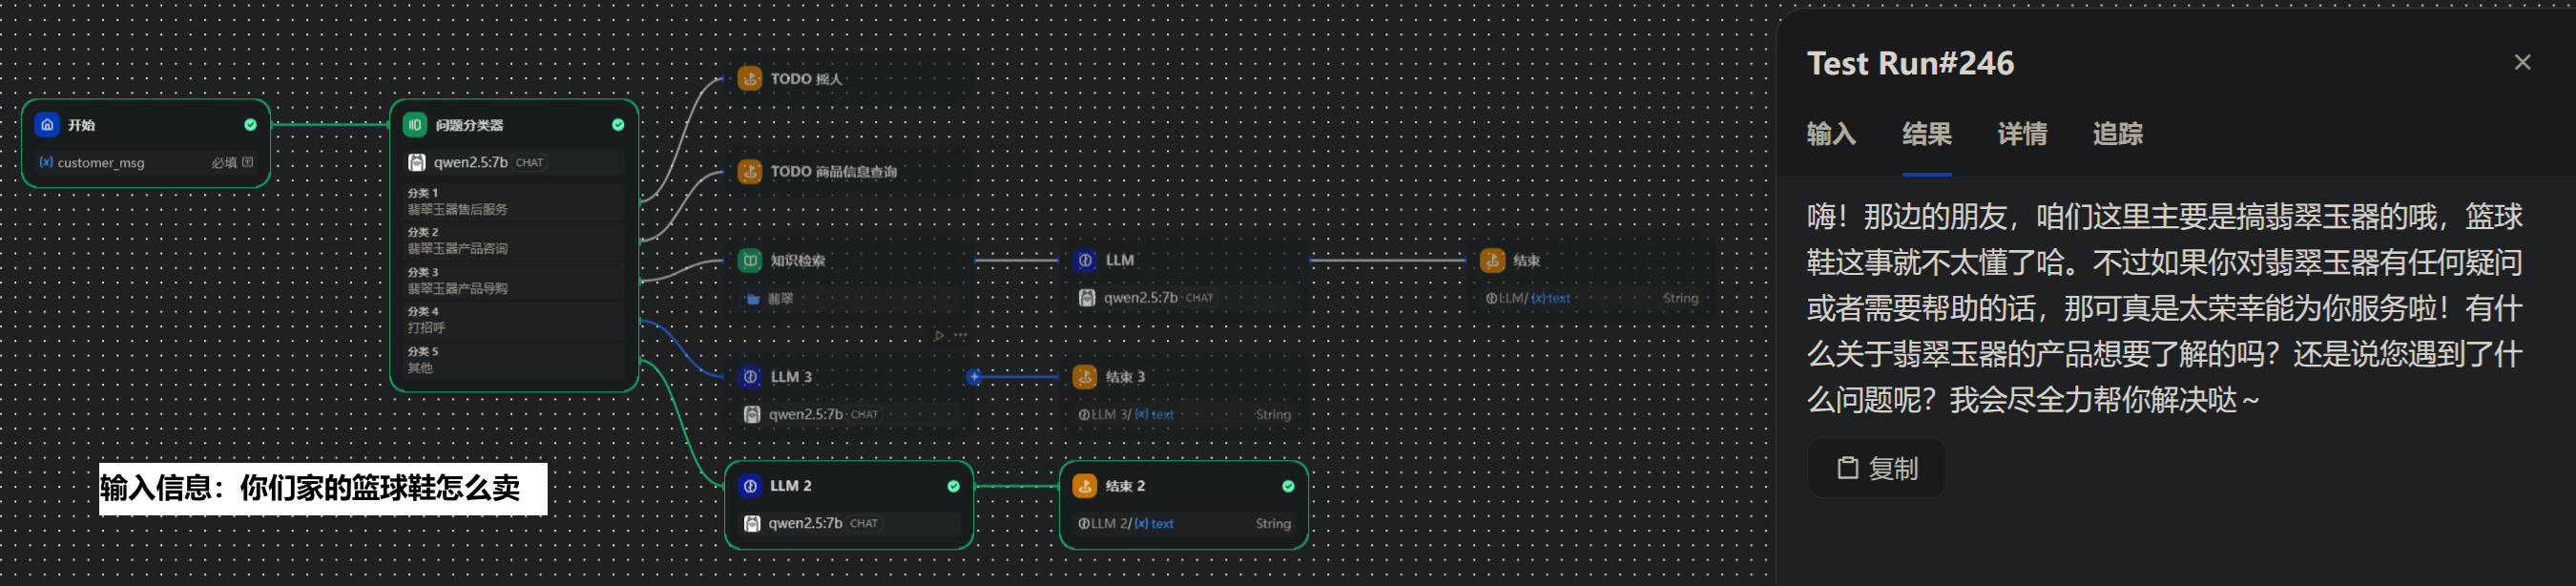 开始
customer_msg
必填
问题分类器
qwen2.5:7b CHAT
分类 1
翡翠玉器售后服务
分类 2
翡翠玉器产品咨询
分类 3
翡翠玉器产品导购
分类 4
打招呼
分类 5
其他
TODO 摇人
TODO 商品信息查询
知识检索
翡翠
LLM
qwen2.5:7b CHAT
结束
LLM/ (x) text String
LLM 3
qwen2.5:7b CHAT
结束 3
LLM 3/ (x) text String
LLM 2
qwen2.5:7b CHAT
结束 2
LLM 2/ (x) text String
输入信息：你们家的篮球鞋怎么卖
Test Run#246
输入 结果 详情 追踪
嗨！那边的朋友，咱们这里主要是搞翡翠玉器的哦，篮球
鞋这事就不太懂了哈。不过如果你对翡翠玉器有任何疑问
或者需要帮助的话，那可真是太荣幸能为你服务啦！有什
么关于翡翠玉器的产品想要了解的吗？还是说您遇到了什
么问题呢？我会尽全力帮你解决哒～
复制